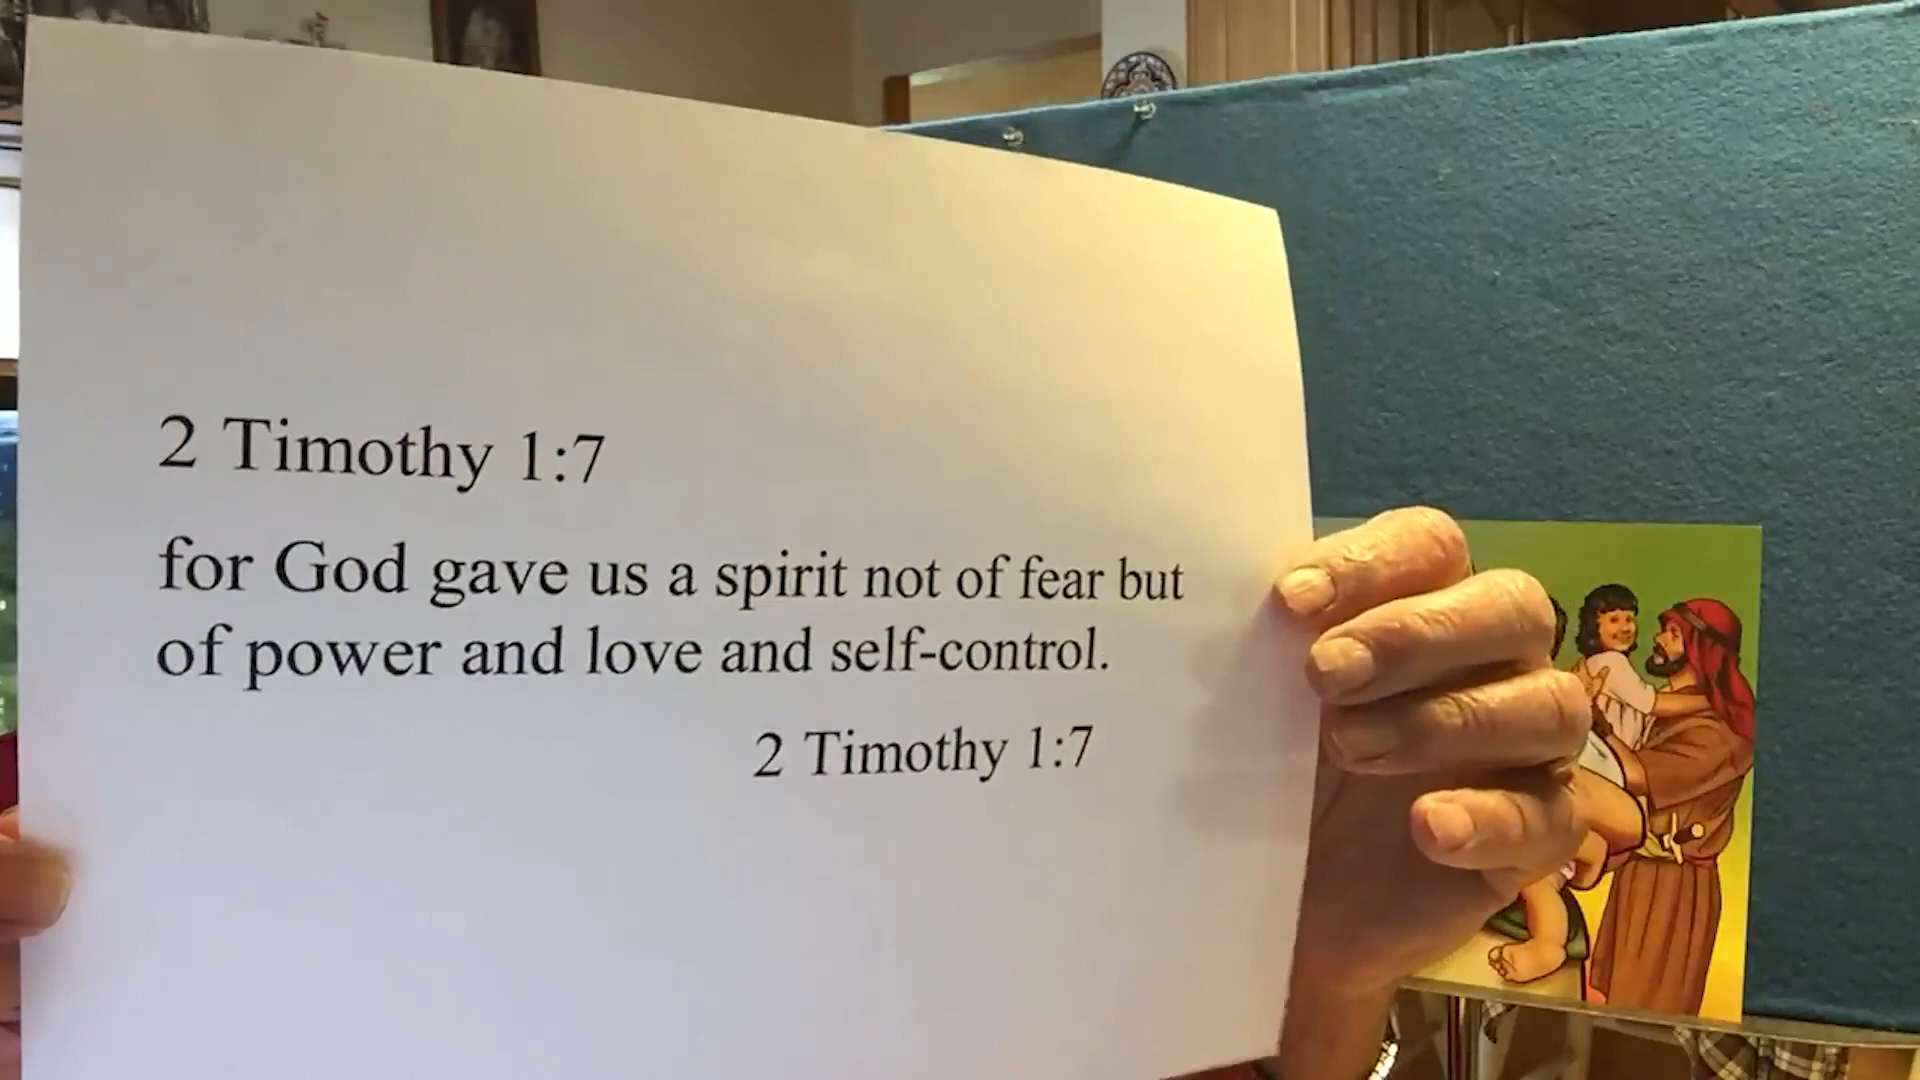 2 Timothy 1:7
for God gave us a spirit not of fear but
of power and love and self-control.
2 Timothy 1:7